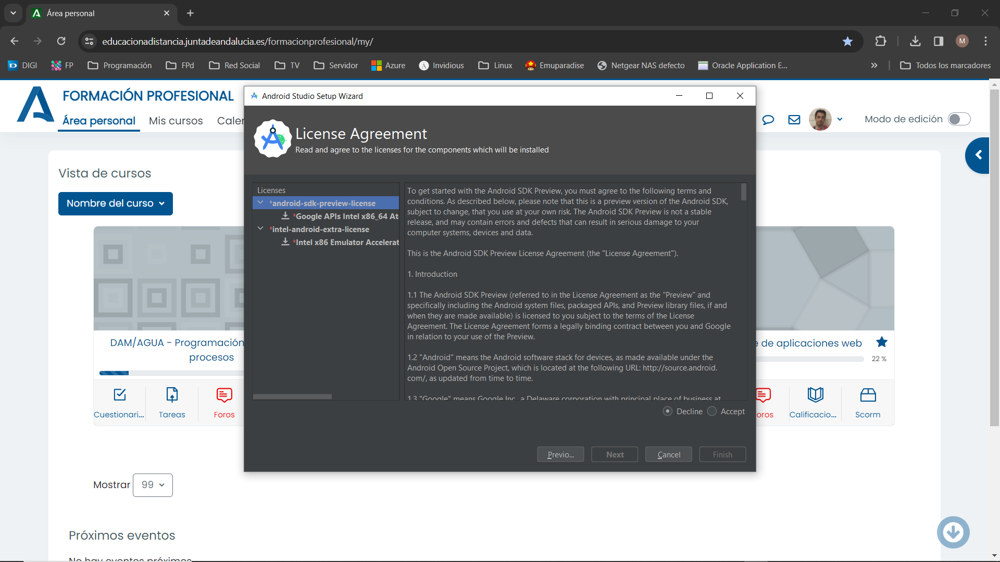 Área personal
educacionadistancia.juntadeandalucia.es/formacionprofesional/my/
M
DIGI
FP
Programación
FPd
Red Social
TV
Servidor
Azure
Invidious
Linux
Emuparadise
Netgear NAS defecto
Oracle Application E...
Todos los marcadores
FORMACIÓN PROFESIONAL
Área personal
Mis cursos
Caler
Modo de edición
Vista de cursos
Nombre del curso
DAM/AGUA - Programación
procesos
Cuestionari...
Tareas
Foros
de aplicaciones web
22 %
oros
Calificacio...
Scorm
Mostrar
99
Próximos eventos
No hay eventos próximos
Android Studio Setup Wizard
License Agreement
Read and agree to the licenses for the components which will be installed
Licenses
*android-sdk-preview-license
*Google APIs Intel x86_64 At
*intel-android-extra-license
*Intel x86 Emulator Accelerat
To get started with the Android SDK Preview, you must agree to the following terms and
conditions. As described below, please note that this is a preview version of the Android SDK,
subject to change, that you use at your own risk. The Android SDK Preview is not a stable
release, and may contain errors and defects that can result in serious damage to your
computer systems, devices and data.
This is the Android SDK Preview License Agreement (the "License Agreement").
1. Introduction
1.1 The Android SDK Preview (referred to in the License Agreement as the “Preview” and
specifically including the Android system files, packaged APIs, and Preview library files, if and
when they are made available) is licensed to you subject to the terms of the License
Agreement. The License Agreement forms a legally binding contract between you and Google
in relation to your use of the Preview.
1.2 "Android" means the Android software stack for devices, as made available under the
Android Open Source Project, which is located at the following URL: http://source.android.
com/, as updated from time to time.
1.3 "Google" means Google Inc., a Delaware corporation with principal place of business at
Decline
Accept
Previo...
Next
Cancel
Finish